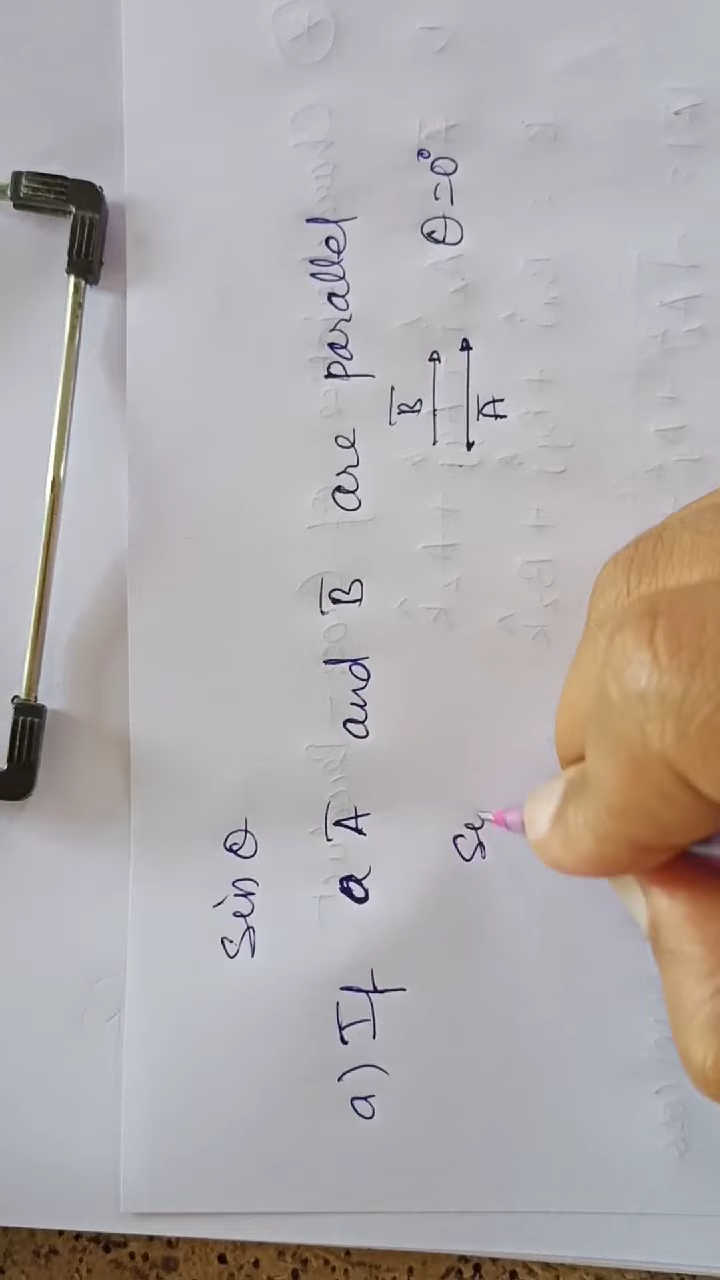 Sin θ
a) If a A̅ and B̅ are parallel
B̅
A̅
θ=0°